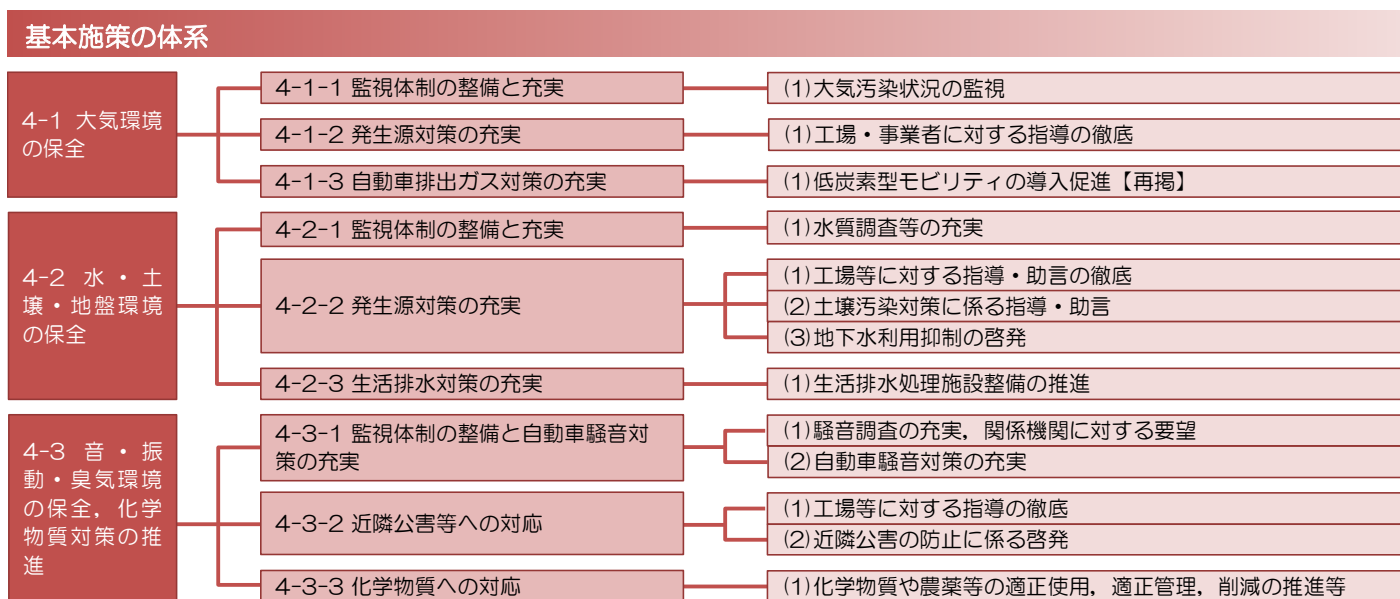 基本施策の体系
4-1 大気環境
の保全
4-1-1 監視体制の整備と充実
(1)大気汚染状況の監視
4-1-2 発生源対策の充実
(1)工場・事業者に対する指導の徹底
4-1-3 自動車排出ガス対策の充実
(1)低炭素型モビリティの導入促進【再掲】
4-2 水・土
壌・地盤環境
の保全
4-2-1 監視体制の整備と充実
(1)水質調査等の充実
4-2-2 発生源対策の充実
(1)工場等に対する指導・助言の徹底
(2)土壌汚染対策に係る指導・助言
(3)地下水利用抑制の啓発
4-2-3 生活排水対策の充実
(1)生活排水処理施設整備の推進
4-3 音・振
動・臭気環境
の保全，化学
物質対策の推
進
4-3-1 監視体制の整備と自動車騒音対
策の充実
(1)騒音調査の充実，関係機関に対する要望
(2)自動車騒音対策の充実
4-3-2 近隣公害等への対応
(1)工場等に対する指導の徹底
(2)近隣公害の防止に係る啓発
4-3-3 化学物質への対応
(1)化学物質や農薬等の適正使用，適正管理，削減の推進等